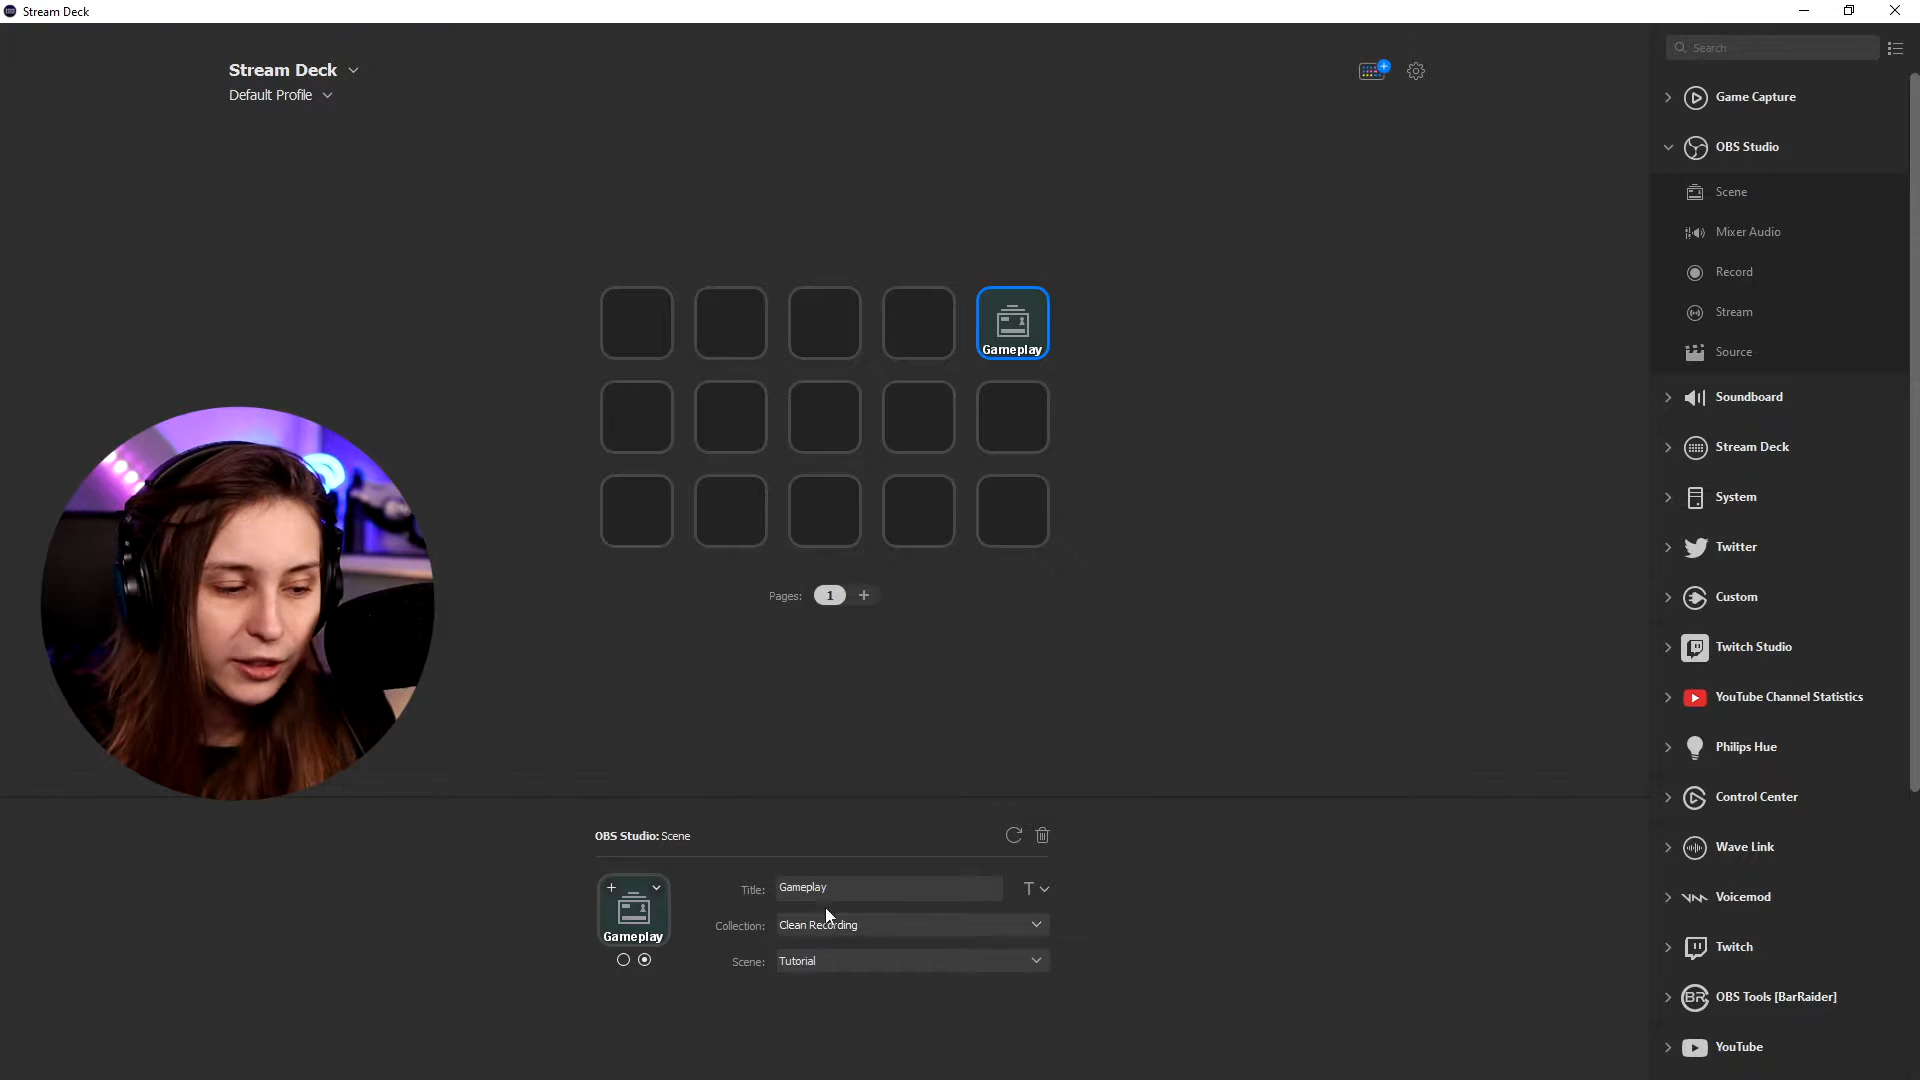 Stream Deck
Stream Deck
Default Profile
Search
Game Capture
OBS Studio
Scene
Mixer Audio
Record
Stream
Source
Soundboard
Stream Deck
System
Twitter
Custom
Twitch Studio
YouTube Channel Statistics
Philips Hue
Control Center
Wave Link
Voicemod
Twitch
BR OBS Tools [BarRaider]
YouTube
Gameplay
Pages: 1 +
OBS Studio: Scene
Gameplay
Title: Gameplay T
Collection: Clean Recording
Scene: Tutorial